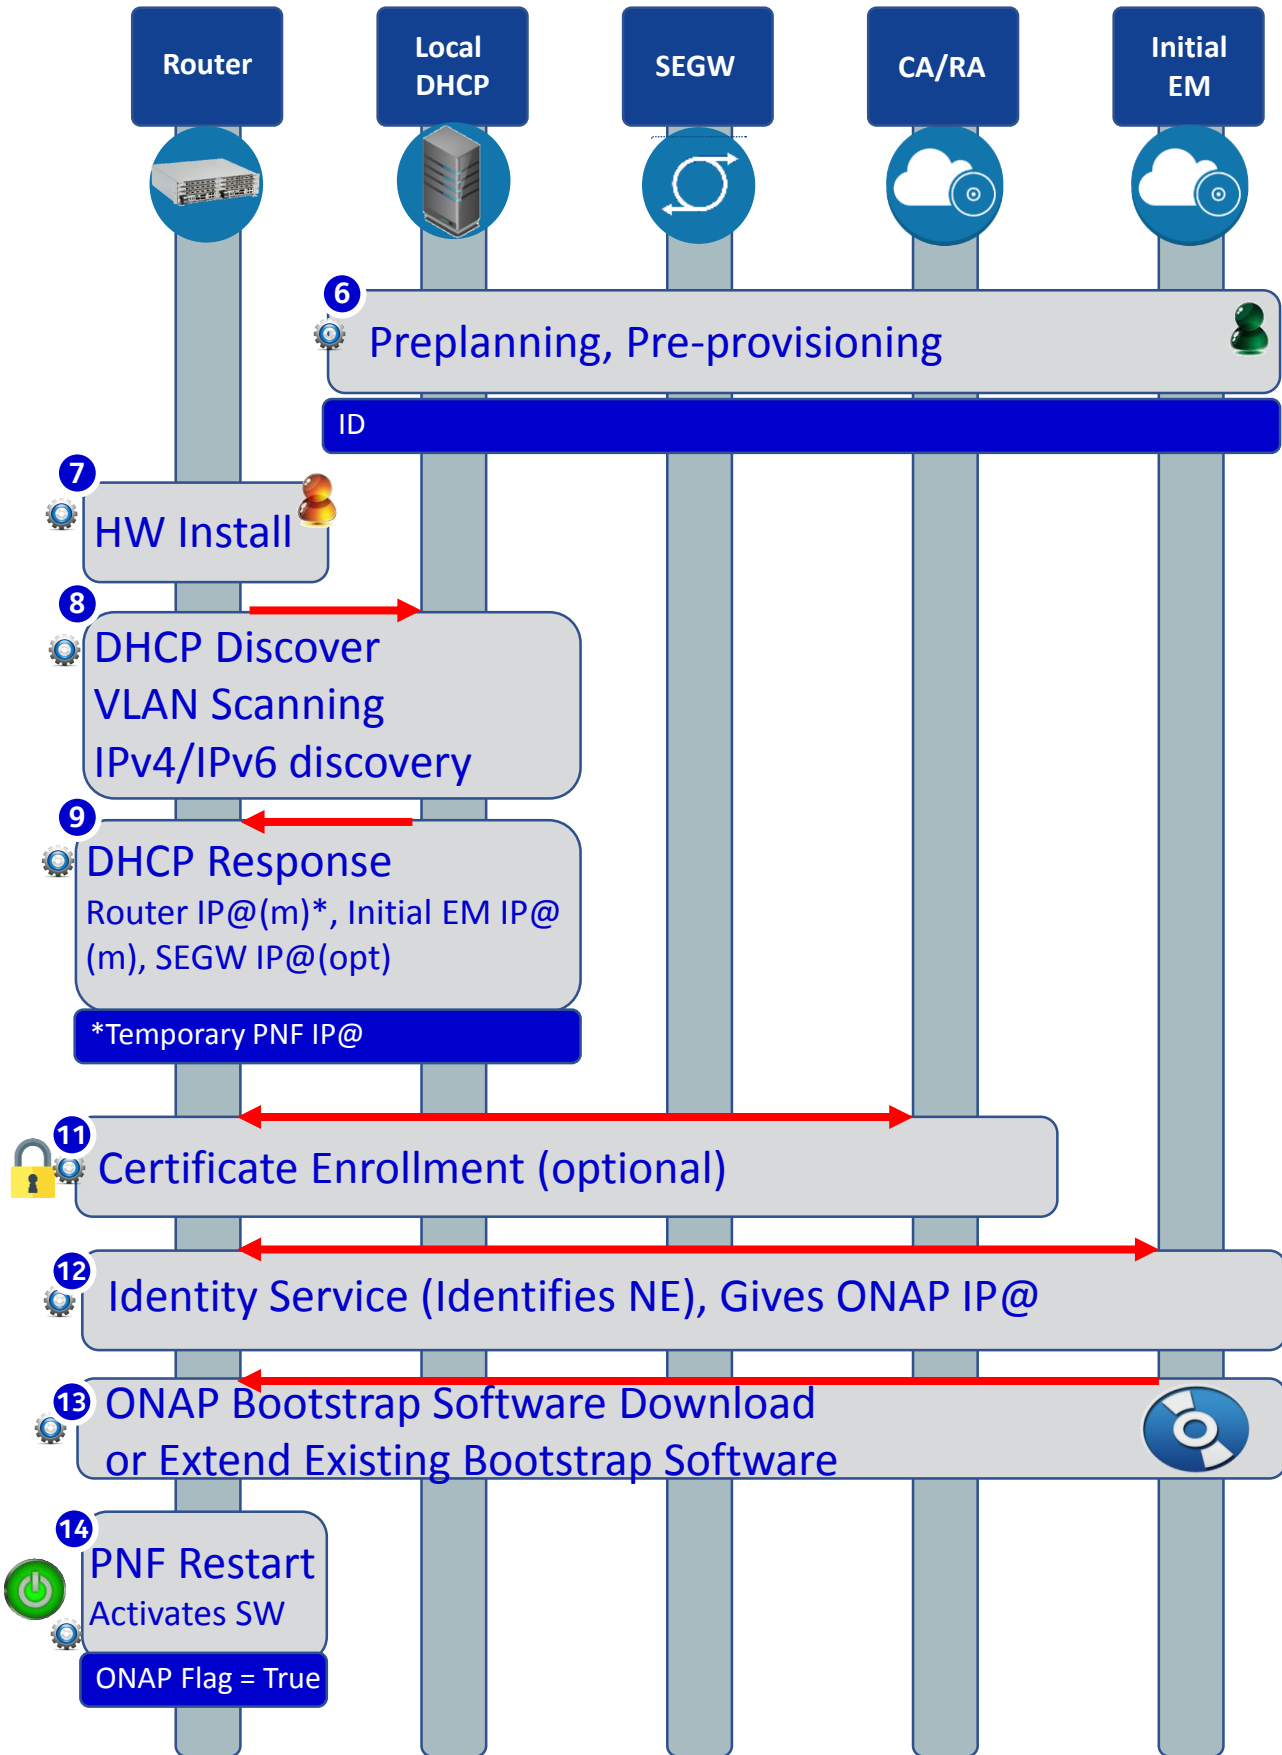 Router
Local
DHCP
SEGW
CA/RA
Initial
EM
6
Preplanning, Pre-provisioning
ID
7
HW Install
8
DHCP Discover
VLAN Scanning
IPv4/IPv6 discovery
9
DHCP Response
Router IP@(m)*, Initial EM IP@
(m), SEGW IP@(opt)
*Temporary PNF IP@
11
Certificate Enrollment (optional)
12
Identity Service (Identifies NE), Gives ONAP IP@
13
ONAP Bootstrap Software Download
or Extend Existing Bootstrap Software
14
PNF Restart
Activates SW
ONAP Flag = True